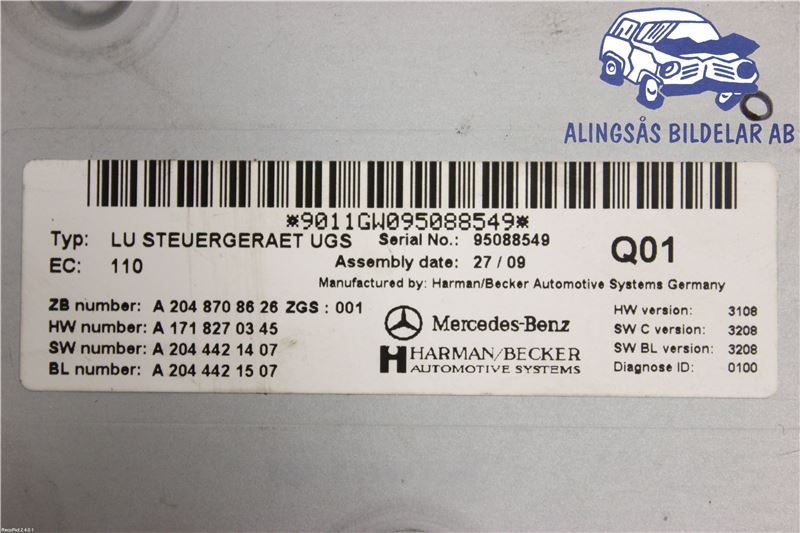 ALINGSÅS BILDELAR AB
*9011GW095088549*
Typ: LU STEUERGERAET UGS Serial No.: 95088549 Q01
EC: 110 Assembly date: 27 / 09
Manufactured by: Harman/Becker Automotive Systems Germany
ZB number: A 204 870 86 26 ZGS : 001
HW number: A 171 827 03 45
SW number: A 204 442 14 07
BL number: A 204 442 15 07
Mercedes-Benz
HARMAN/BECKER
AUTOMOTIVE SYSTEMS
HW version: 3108
SW C version: 3208
SW BL version: 3208
Diagnose ID: 0100